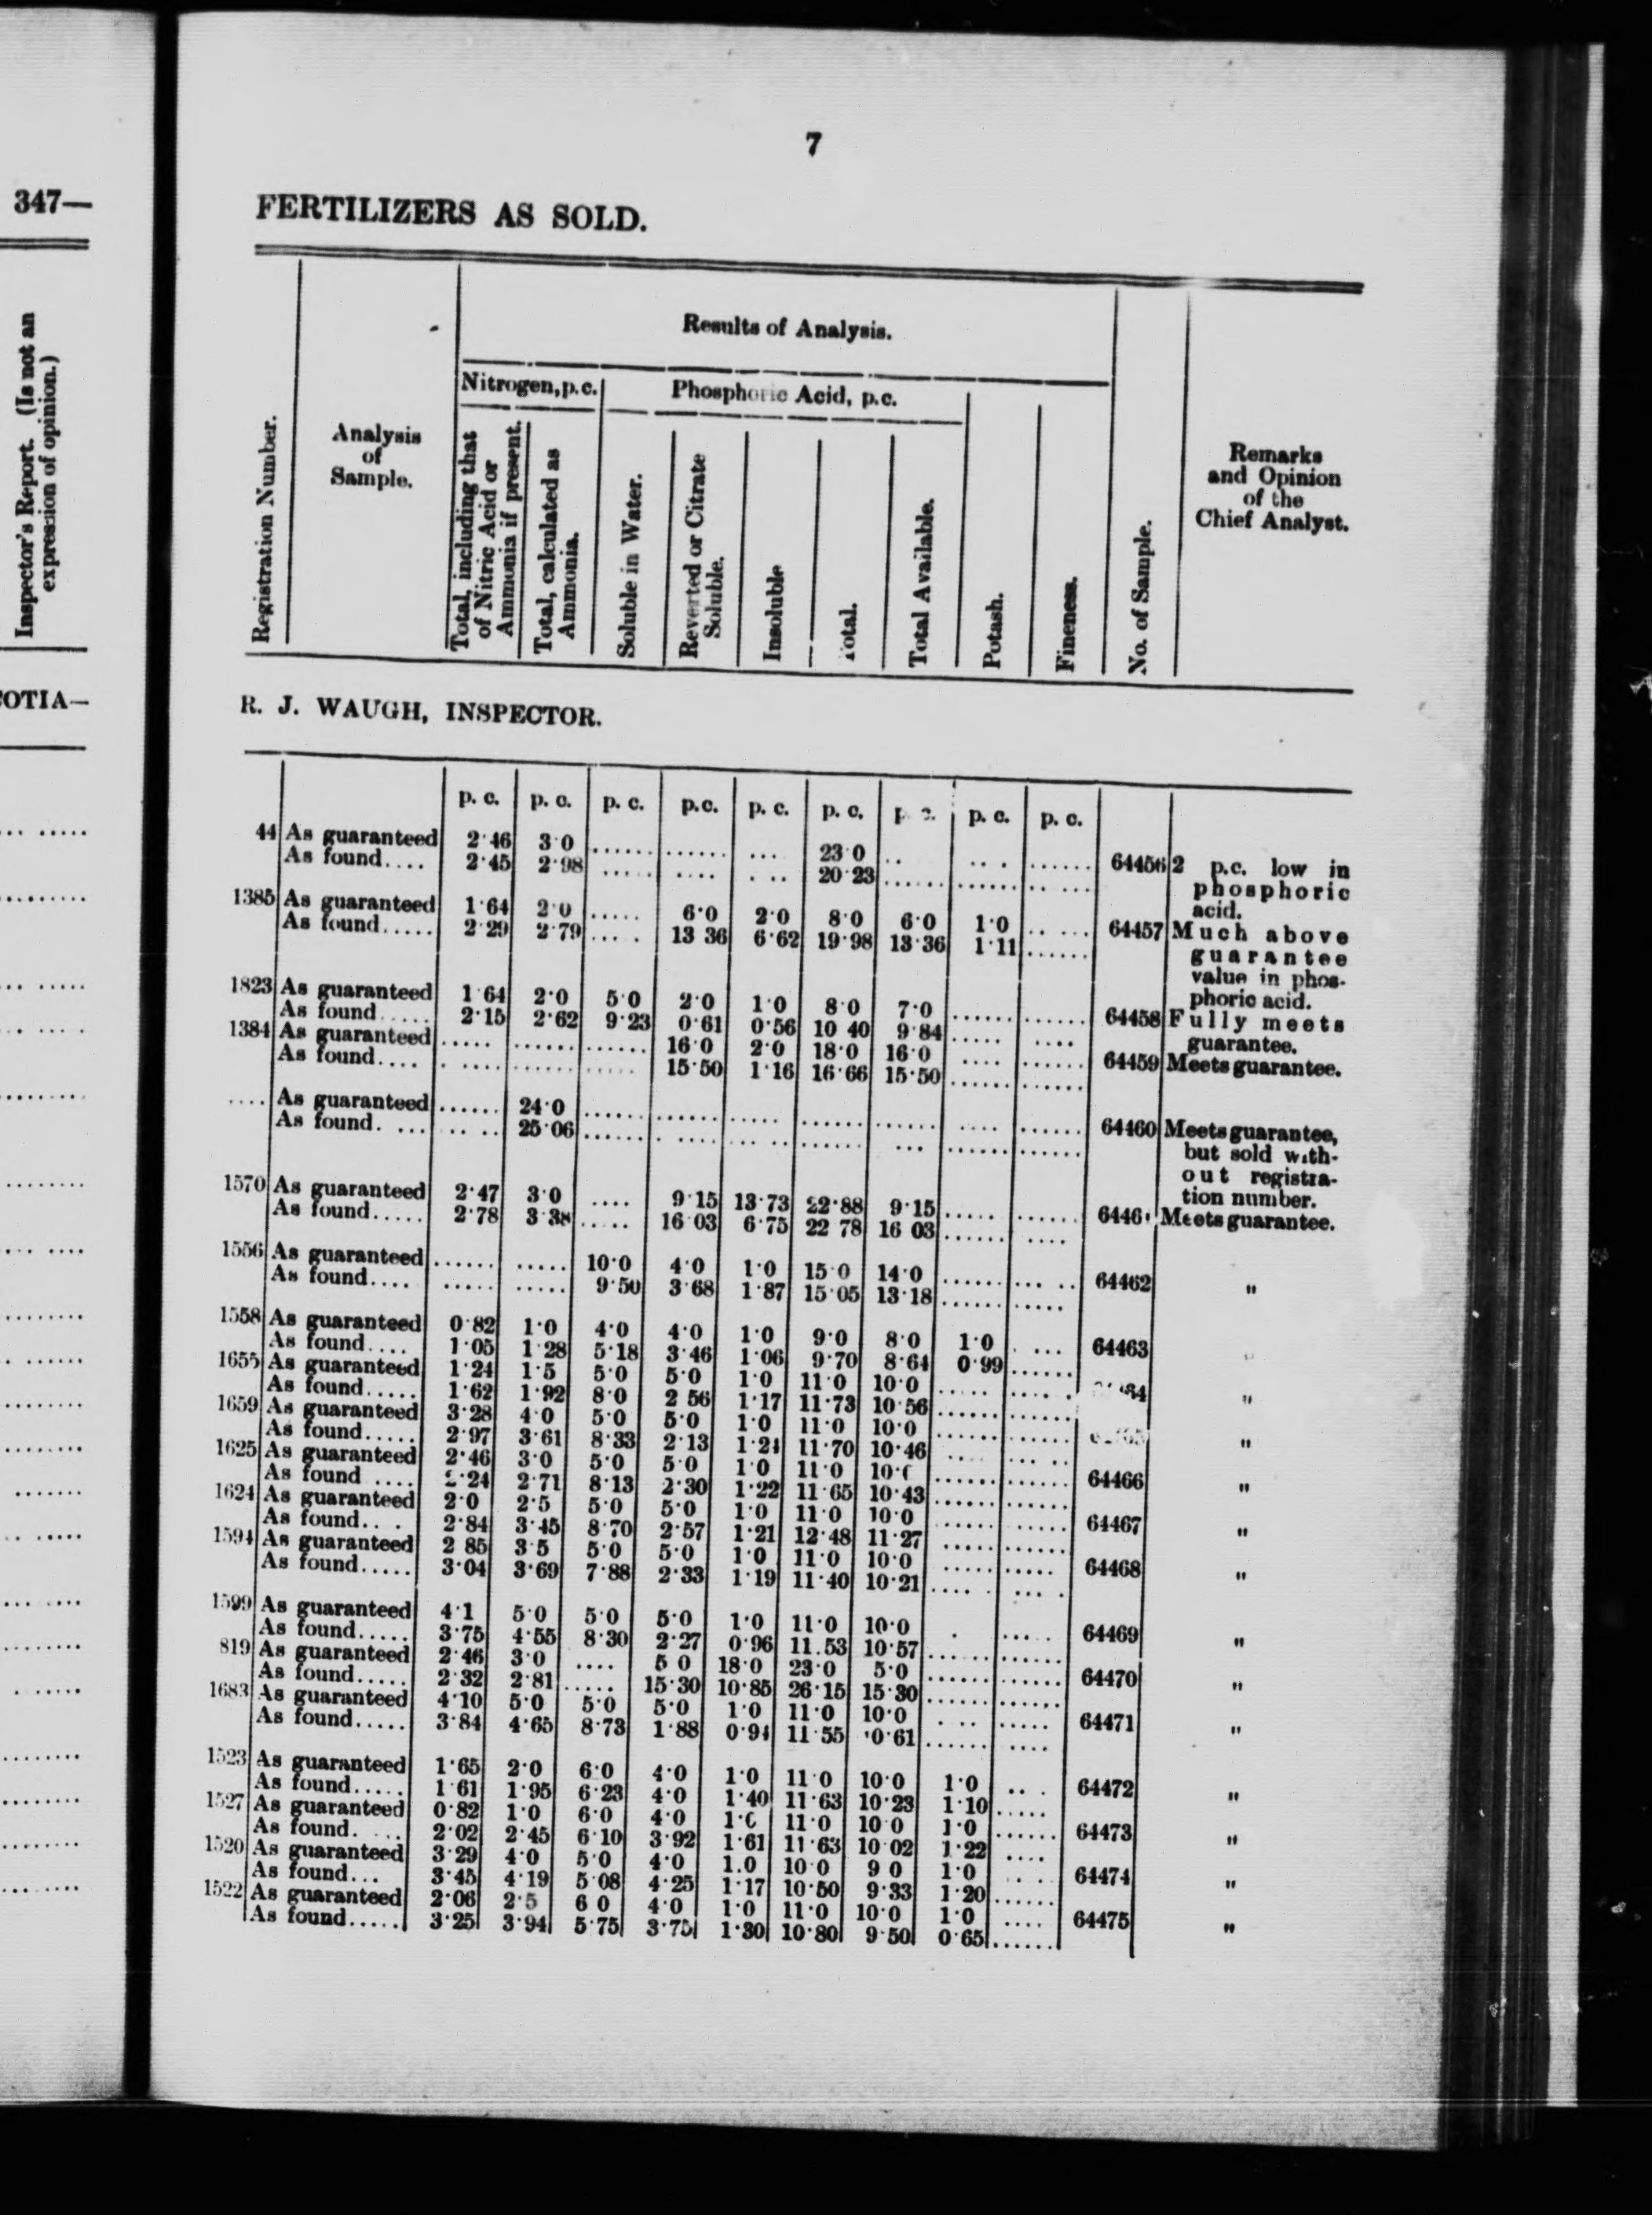 347—
Inspector's Report. (Is not an
expression of opinion.)
COTIA—
7
FERTILIZERS AS SOLD.
Registration Number.
Analysis
of
Sample.
Results of Analysis.
Nitrogen, p.c.
Phosphoric Acid, p.c.
Total, including that
of Nitric Acid or
Ammonia if present.
Total, calculated as
Ammonia.
Soluble in Water.
Reverted or Citrate
Soluble.
Insoluble
Total.
Total Available.
Potash.
Fineness.
No. of Sample.
Remarks
and Opinion
of the
Chief Analyst.
R. J. WAUGH, INSPECTOR.
p. c. p. c. p. c. p.c. p. c. p. c. p. c. p. c. p. c.
44 As guaranteed 2·46 3·0 ...... ...... ... 23·0 .. .... ...... 64456 2 p.c. low in
As found.... 2·45 2·98 ..... .... . ... 20·23 ...... ...... .. ... phosphoric
acid.
1385 As guaranteed 1·64 2·0 ..... 6·0 2·0 8·0 6·0 1·0 .. ... 64457 Much above
As found..... 2·29 2·79 ..... 13 36 6·62 19·98 13·36 1·11 ...... guarantee
value in phos-
phoric acid.
1823 As guaranteed 1·64 2·0 5·0 2·0 1·0 8·0 7·0 ...... ...... 64458 Fully meets
As found..... 2·15 2·62 9·23 0·61 0·56 10 40 9·84 ..... .... guarantee.
1384 As guaranteed ..... ...... ...... 16·0 2·0 18·0 16·0 .... ...... 64459 Meets guarantee.
As found.... ..... ...... ..... 15·50 1·16 16·66 15·50 ...... ......
.... As guaranteed ...... 24·0 ...... ...... ...... ...... ...... .... ...... 64460 Meets guarantee,
As found. ... .. .. 25·06 ...... ..... ... .. ...... ... ...... ...... but sold with-
out registra-
tion number.
1570 As guaranteed 2·47 3·0 .... 9·15 13·73 22·88 9·15 ..... ...... 6446 Meets guarantee.
As found..... 2·78 3·38 ..... 16 03 6·75 22 78 16 03 ...... ....
1556 As guaranteed ...... ..... 10·0 4·0 1·0 15·0 14·0 ...... ... .. 64462 "
As found.... ..... ..... 9·50 3·68 1·87 15·05 13·18 ...... .....
1558 As guaranteed 0·82 1·0 4·0 4·0 1·0 9·0 8·0 1·0 . ... 64463
As found.... 1·05 1·28 5·18 3·46 1·06 9·70 8·64 0·99 ......
1655 As guaranteed 1·24 1·5 5·0 5·0 1·0 11·0 10·0 ..... ..... "
As found..... 1·62 1·92 8·0 2 56 1·17 11·73 10·56 ...... ......
1659 As guaranteed 3·28 4·0 5·0 5·0 1·0 11·0 10·0 ...... ...... "
As found..... 2·97 3·61 8·33 2·13 1·24 11·70 10·46 .... ... ..
1625 As guaranteed 2·46 3·0 5·0 5·0 1·0 11·0 10· ...... ...... 64466 "
As found .... 2·24 2·71 8·13 2·30 1·22 11·65 10·43 ...... ......
1624 As guaranteed 2·0 2·5 5·0 5·0 1·0 11·0 10·0 ...... ...... 64467 "
As found.. . 2·84 3·45 8·70 2·57 1·21 12·48 11·27 ..... ......
1594 As guaranteed 2 85 3·5 5·0 5·0 1·0 11·0 10·0 ...... ..... 64468 "
As found..... 3·04 3·69 7·88 2·33 1·19 11·40 10·21 .... . ... .
1599 As guaranteed 4·1 5·0 5·0 5·0 1·0 11·0 10·0 . ..... 64469 "
As found..... 3·75 4·55 8·30 2·27 0·96 11.53 10·57 ...... ......
819 As guaranteed 2·46 3·0 .... 5 0 18·0 23·0 5·0 ...... ...... 64470 "
As found..... 2·32 2·81 ..... 15·30 10·85 26·15 15·30 ...... ......
1683 As guaranteed 4·10 5·0 5·0 5·0 1·0 11·0 10·0 .... ..... 64471 "
As found..... 3·84 4·65 8·73 1·88 0·94 11·55 0·61 ...... ....
1523 As guaranteed 1·65 2·0 6·0 4·0 1·0 11·0 10·0 1·0 ... . 64472 "
As found..... 1·61 1·95 6·23 4·0 1·40 11·63 10·23 1·10 .....
1527 As guaranteed 0·82 1·0 6·0 4·0 1·0 11·0 10 0 1·0 ...... 64473 "
As found. ... 2·02 2·45 6·10 3·92 1·61 11·63 10 02 1·22 ....
1520 As guaranteed 3·29 4·0 5·0 4·0 1.0 10·0 9 0 1·0 . ... 64474 "
As found... 3·45 4·19 5·08 4·25 1·17 10·50 9·33 1·20 ......
1522 As guaranteed 2·06 2·5 6 0 4·0 1·0 11·0 10·0 1·0 .... 64475 "
As found..... 3·25 3·94 5·75 3·75 1·30 10·80 9·50 0·65 ......